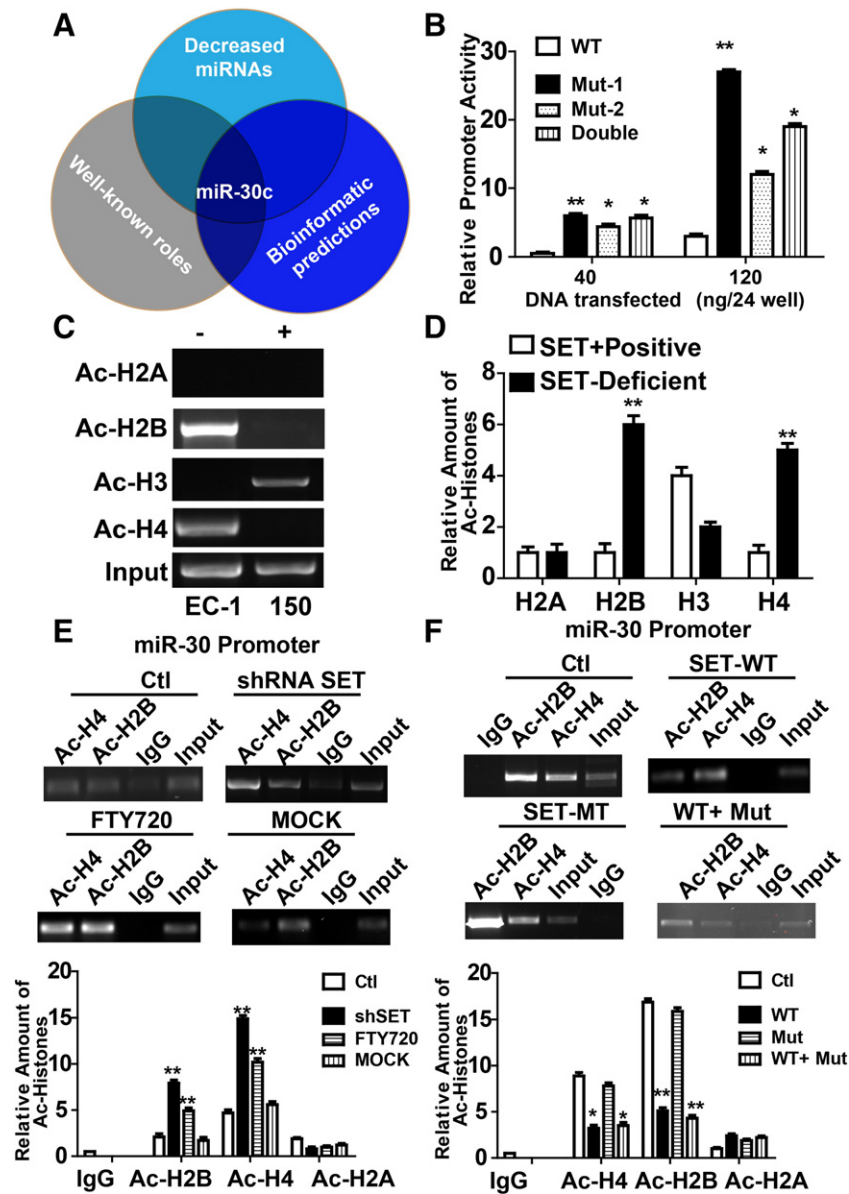 A
Decreased
miRNAs
Well-known roles
miR-30c
Bioinformatic
predictions
B
Relative Promoter Activity
30
20
10
0
WT
Mut-1
Mut-2
Double
**
*
*
**
*
*
40
120
DNA transfected
(ng/24 well)
C
-
+
Ac-H2A
Ac-H2B
Ac-H3
Ac-H4
Input
EC-1
150
D
SET+Positive
SET-Deficient
Relative Amount of
Ac-Histones
8
6
4
2
0
**
**
H2A
H2B
H3
H4
E
miR-30 Promoter
Ctl
shRNA SET
Ac-H4
Ac-H2B
IgG
Input
Ac-H4
Ac-H2B
IgG
Input
FTY720
MOCK
Ac-H4
Ac-H2B
IgG
Input
Ac-H4
Ac-H2B
IgG
Input
Relative Amount of
Ac-Histones
20
15
10
5
0
Ctl
shSET
FTY720
MOCK
**
**
**
**
IgG
Ac-H2B
Ac-H4
Ac-H2A
F
miR-30 Promoter
Ctl
SET-WT
IgG
Ac-H2B
Ac-H4
Input
Ac-H2B
Ac-H4
IgG
Input
SET-MT
WT+ Mut
Ac-H2B
Ac-H4
Input
IgG
Ac-H2B
Ac-H4
IgG
Input
Relative Amount of
Ac-Histones
20
15
10
5
0
Ctl
WT
Mut
WT+ Mut
*
*
**
**
IgG
Ac-H4
Ac-H2B
Ac-H2A